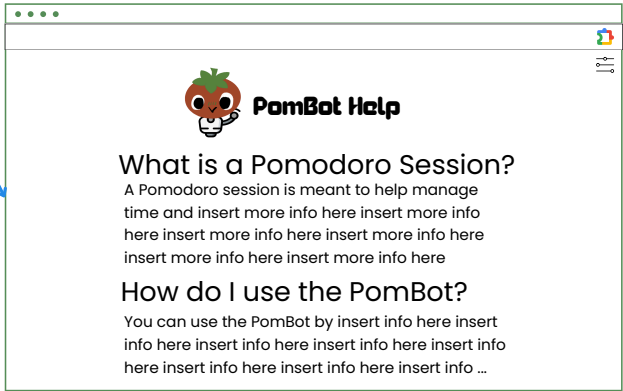 PomBot Help
What is a Pomodoro Session?
A Pomodoro session is meant to help manage
time and insert more info here insert more info
here insert more info here insert more info here
insert more info here insert more info here
How do I use the PomBot?
You can use the PomBot by insert info here insert
info here insert info here insert info here insert info
here insert info here insert info here insert info ...